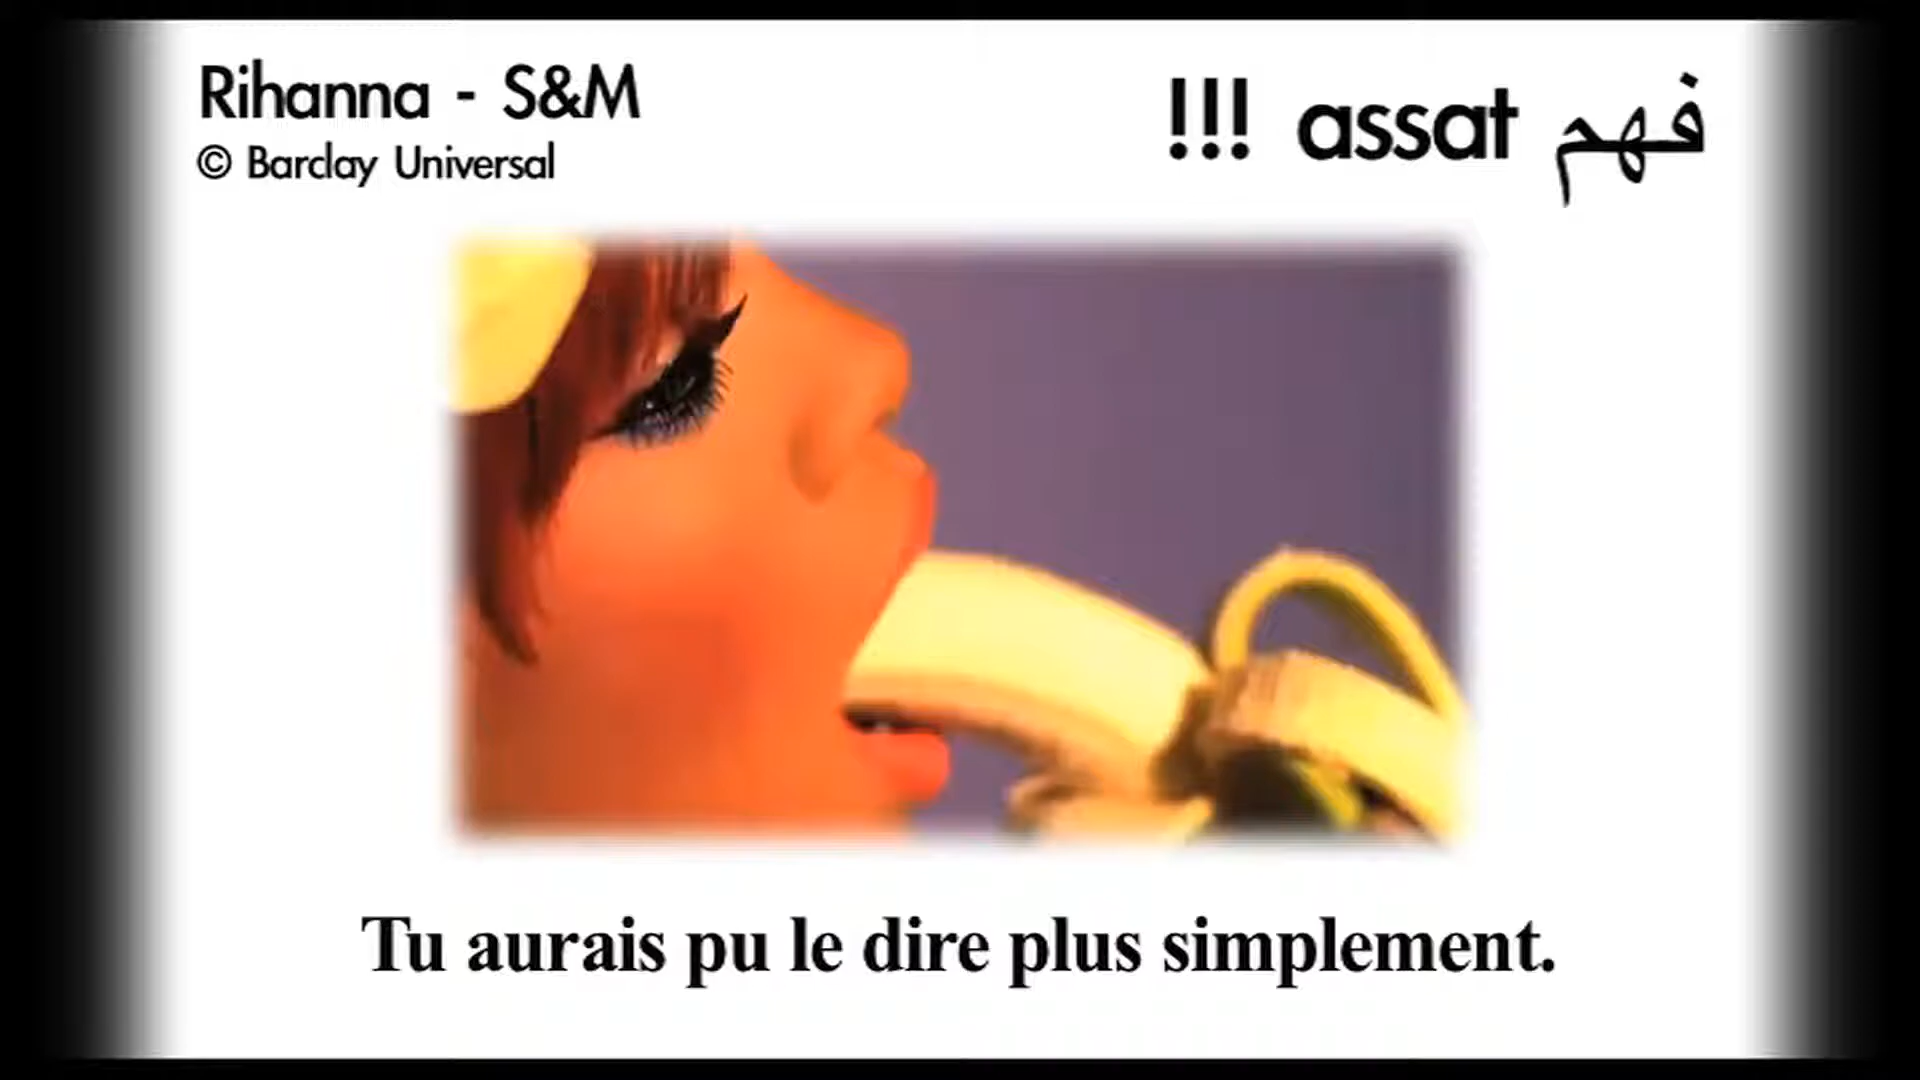 Rihanna - S&M
© Barclay Universal
!!! assat فهم
Tu aurais pu le dire plus simplement.